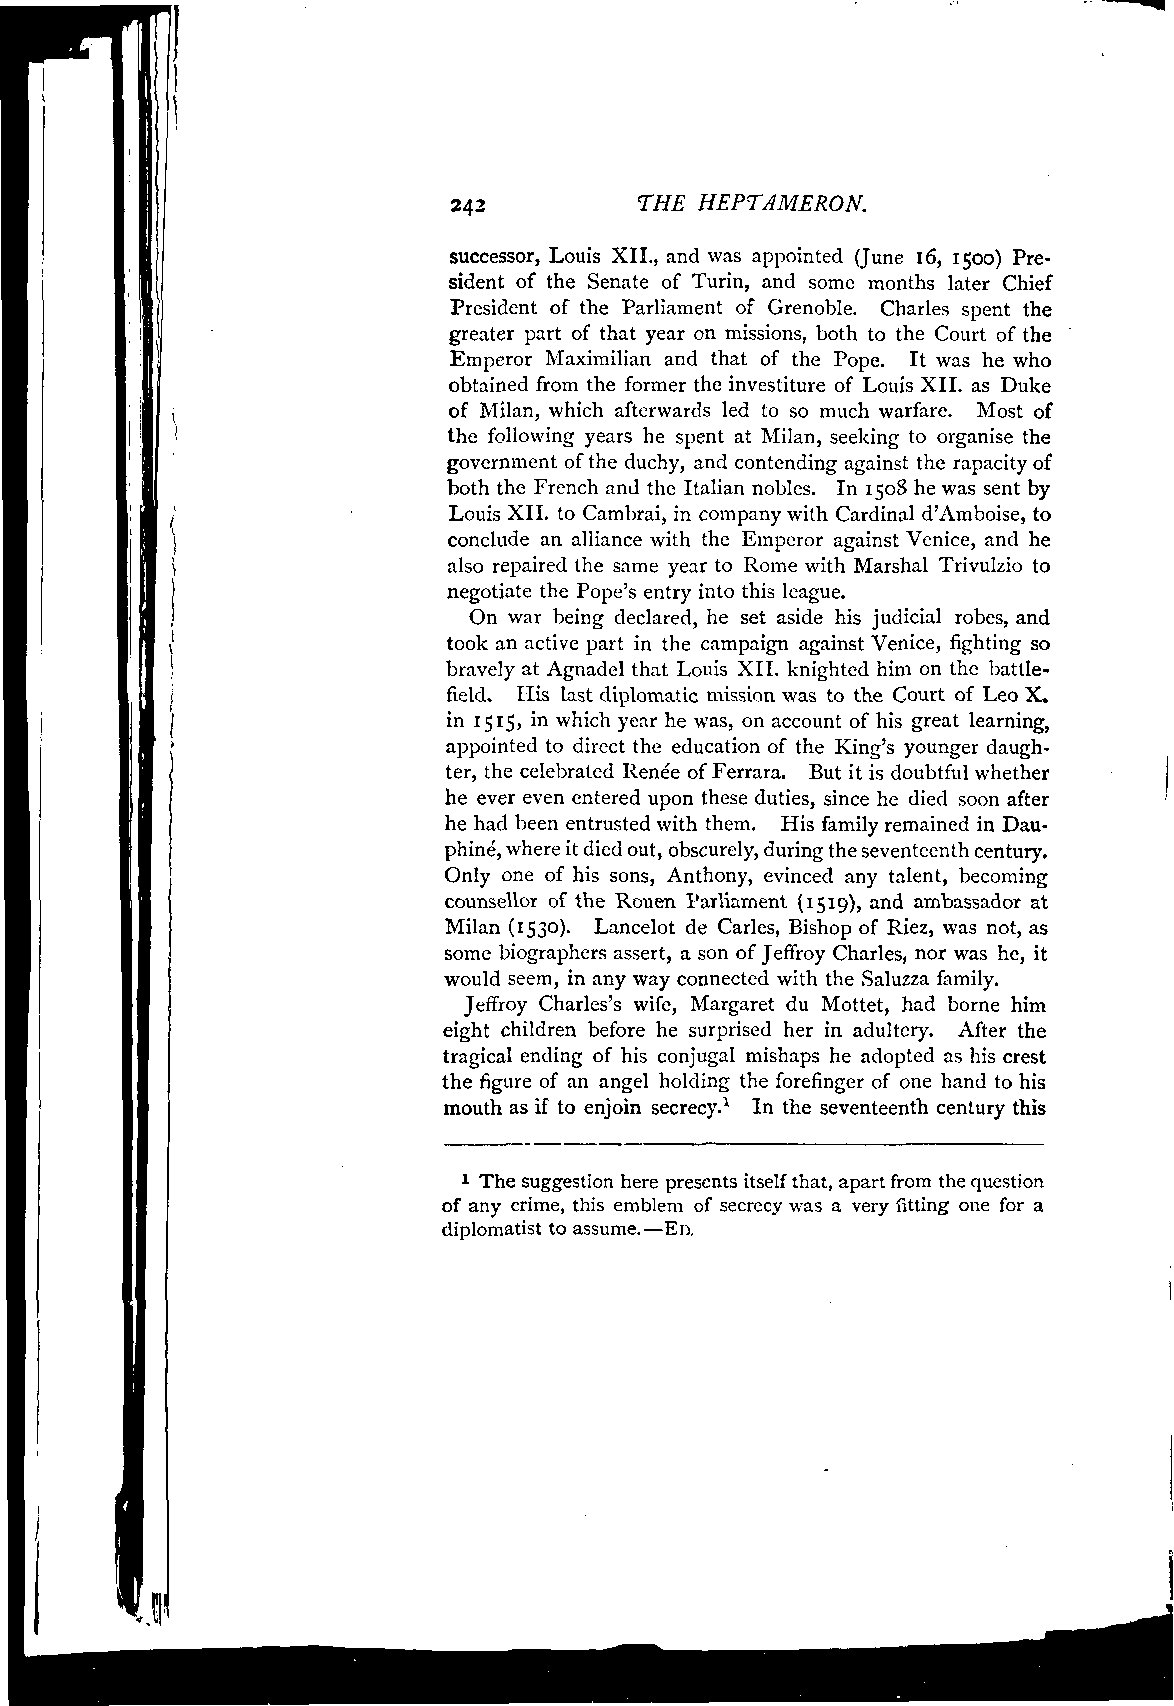 242 THE HEPTAMERON.
successor, Louis XII., and was appointed (June 16, 1500) Pre-
sident of the Senate of Turin, and some months later Chief
President of the Parliament of Grenoble. Charles spent the
greater part of that year on missions, both to the Court of the
Emperor Maximilian and that of the Pope. It was he who
obtained from the former the investiture of Louis XII. as Duke
of Milan, which afterwards led to so much warfare. Most of
the following years he spent at Milan, seeking to organise the
government of the duchy, and contending against the rapacity of
both the French and the Italian nobles. In 1508 he was sent by
Louis XII. to Cambrai, in company with Cardinal d'Amboise, to
conclude an alliance with the Emperor against Venice, and he
also repaired the same year to Rome with Marshal Trivulzio to
negotiate the Pope's entry into this league.
On war being declared, he set aside his judicial robes, and
took an active part in the campaign against Venice, fighting so
bravely at Agnadel that Louis XII. knighted him on the battle-
field. His last diplomatic mission was to the Court of Leo X.
in 1515, in which year he was, on account of his great learning,
appointed to direct the education of the King's younger daugh-
ter, the celebrated Renée of Ferrara. But it is doubtful whether
he ever even entered upon these duties, since he died soon after
he had been entrusted with them. His family remained in Dau-
phiné, where it died out, obscurely, during the seventeenth century.
Only one of his sons, Anthony, evinced any talent, becoming
counsellor of the Rouen Parliament (1519), and ambassador at
Milan (1530). Lancelot de Carles, Bishop of Riez, was not, as
some biographers assert, a son of Jeffroy Charles, nor was he, it
would seem, in any way connected with the Saluzza family.
Jeffroy Charles's wife, Margaret du Mottet, had borne him
eight children before he surprised her in adultery. After the
tragical ending of his conjugal mishaps he adopted as his crest
the figure of an angel holding the forefinger of one hand to his
mouth as if to enjoin secrecy.¹ In the seventeenth century this
¹ The suggestion here presents itself that, apart from the question
of any crime, this emblem of secrecy was a very fitting one for a
diplomatist to assume.—ED.